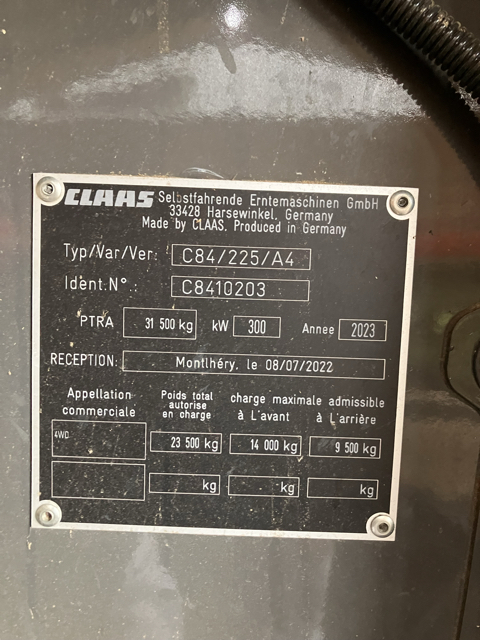 CLAAS Selbstfahrende Erntemaschinen GmbH
33428 Harsewinkel, Germany
Made by CLAAS. Produced in Germany
Typ/Var/Ver: C84/225/A4
Ident.N°.: C8410203
PTRA 31 500 kg kW 300 Annee 2023
RECEPTION: Montlhéry, le 08/07/2022
Appellation commerciale
Poids total autorise en charge
charge maximale admissible
à L'avant à L'arrière
4WD 23 500 kg 14 000 kg 9 500 kg
kg kg kg